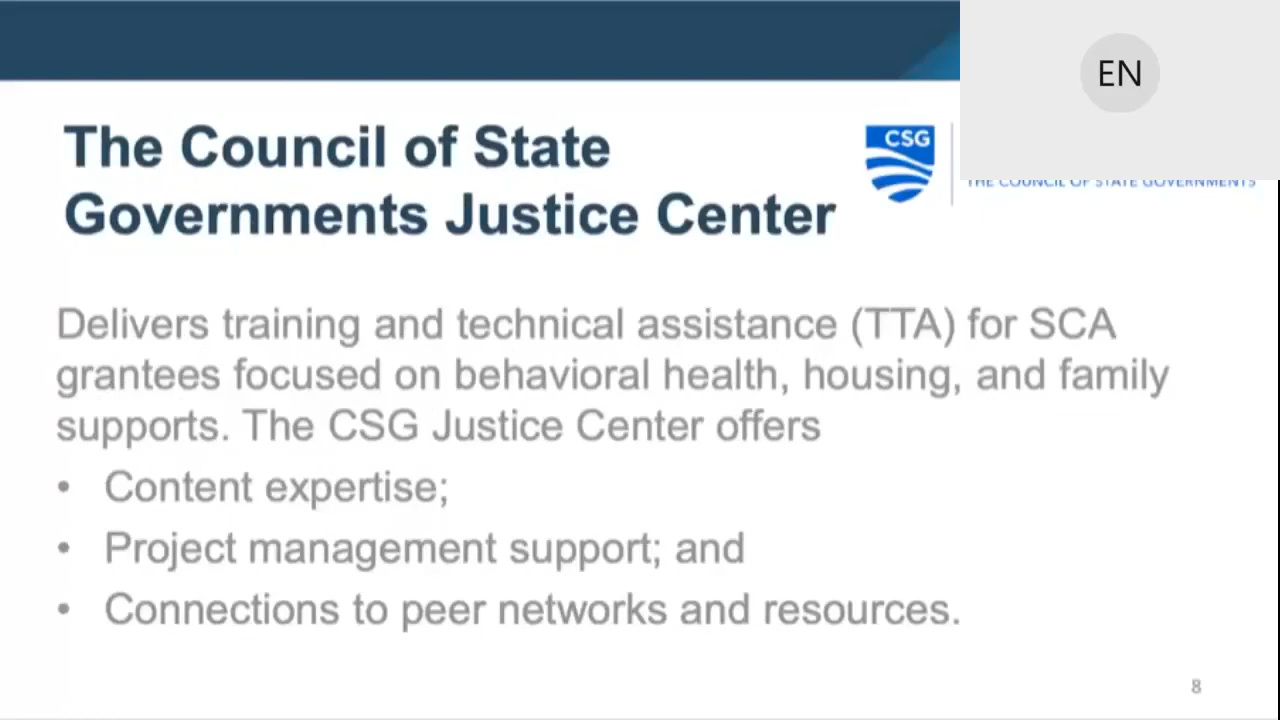 EN
The Council of State
Governments Justice Center
CSG
THE COUNCIL OF STATE GOVERNMENTS
Delivers training and technical assistance (TTA) for SCA
grantees focused on behavioral health, housing, and family
supports. The CSG Justice Center offers
• Content expertise;
• Project management support; and
• Connections to peer networks and resources.
8